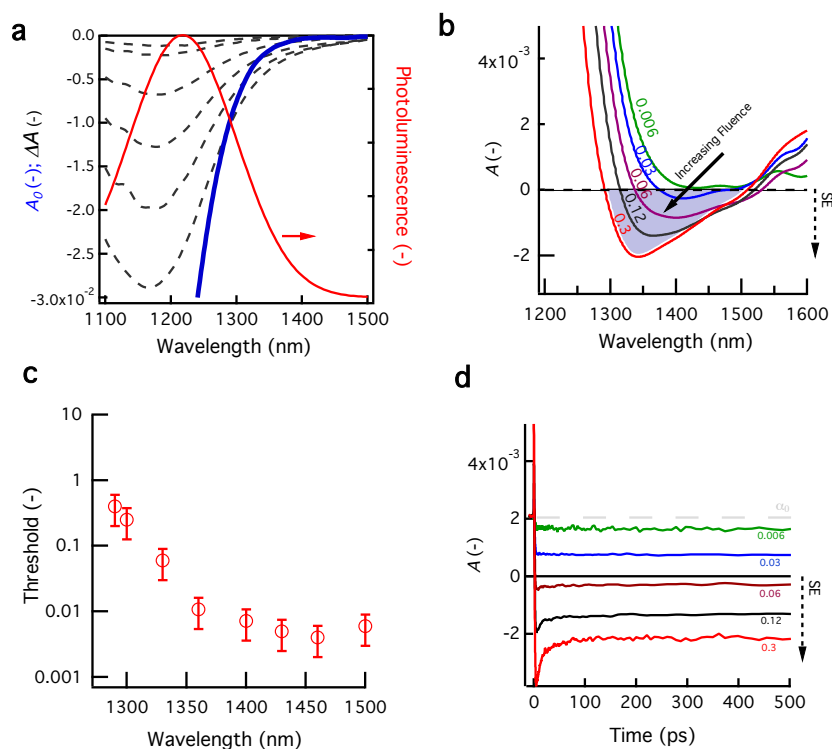 a
0.0
-0.5
-1.0
-1.5
-2.0
-2.5
-3.0x10⁻²
A₀ (-); ΔA (-)
Photoluminescence (-)
1100
1200
1300
1400
1500
Wavelength (nm)
b
4x10⁻³
2
0
-2
A (-)
0.006
0.03
0.06
0.12
0.3
Increasing Fluence
SE
1200
1300
1400
1500
1600
Wavelength (nm)
c
10
1
0.1
0.01
0.001
Threshold (-)
1300
1350
1400
1450
1500
Wavelength (nm)
d
4x10⁻³
2
0
-2
A (-)
α₀
0.006
0.03
0.06
0.12
0.3
SE
0
100
200
300
400
500
Time (ps)